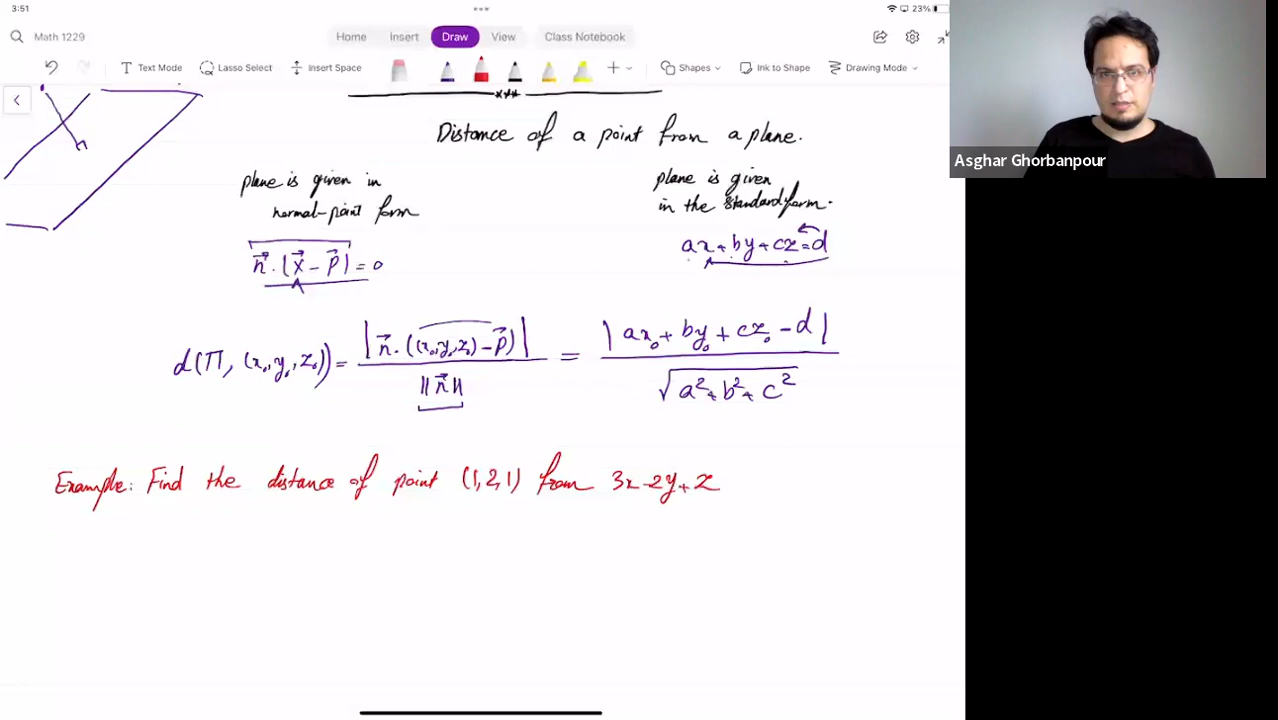 3:51
23%
Math 1229
Home Insert Draw View Class Notebook
Text Mode Lasso Select Insert Space Shapes Ink to Shape Drawing Mode
Asghar Ghorbanpour
***
Distance of a point from a plane.
plane is given in
normal-point form
plane is given
in the standard form.
n⃗ · (x⃗ − p⃗) = 0
ax + by + cz = d
d(Π, (x₀, y₀, z₀)) = |n⃗ · ((x₀, y₀, z₀) − p⃗)| / ‖n⃗‖ = |ax₀ + by₀ + cz₀ − d| / √(a² + b² + c²)
Example: Find the distance of point (1, 2, 1) from 3x − 2y + z